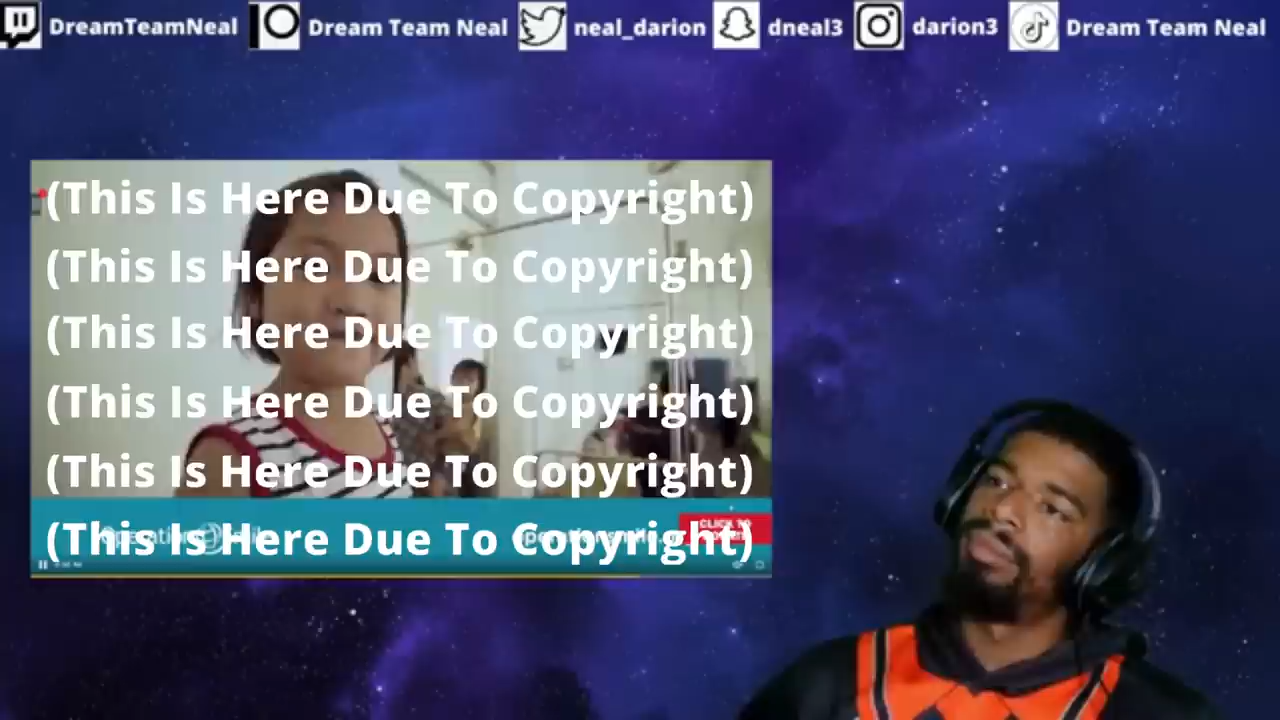 DreamTeamNeal Dream Team Neal neal_darion dneal3 darion3 Dream Team Neal
(This Is Here Due To Copyright)
(This Is Here Due To Copyright)
(This Is Here Due To Copyright)
(This Is Here Due To Copyright)
(This Is Here Due To Copyright)
CLICK TO
(This Is Here Due To Copyright)